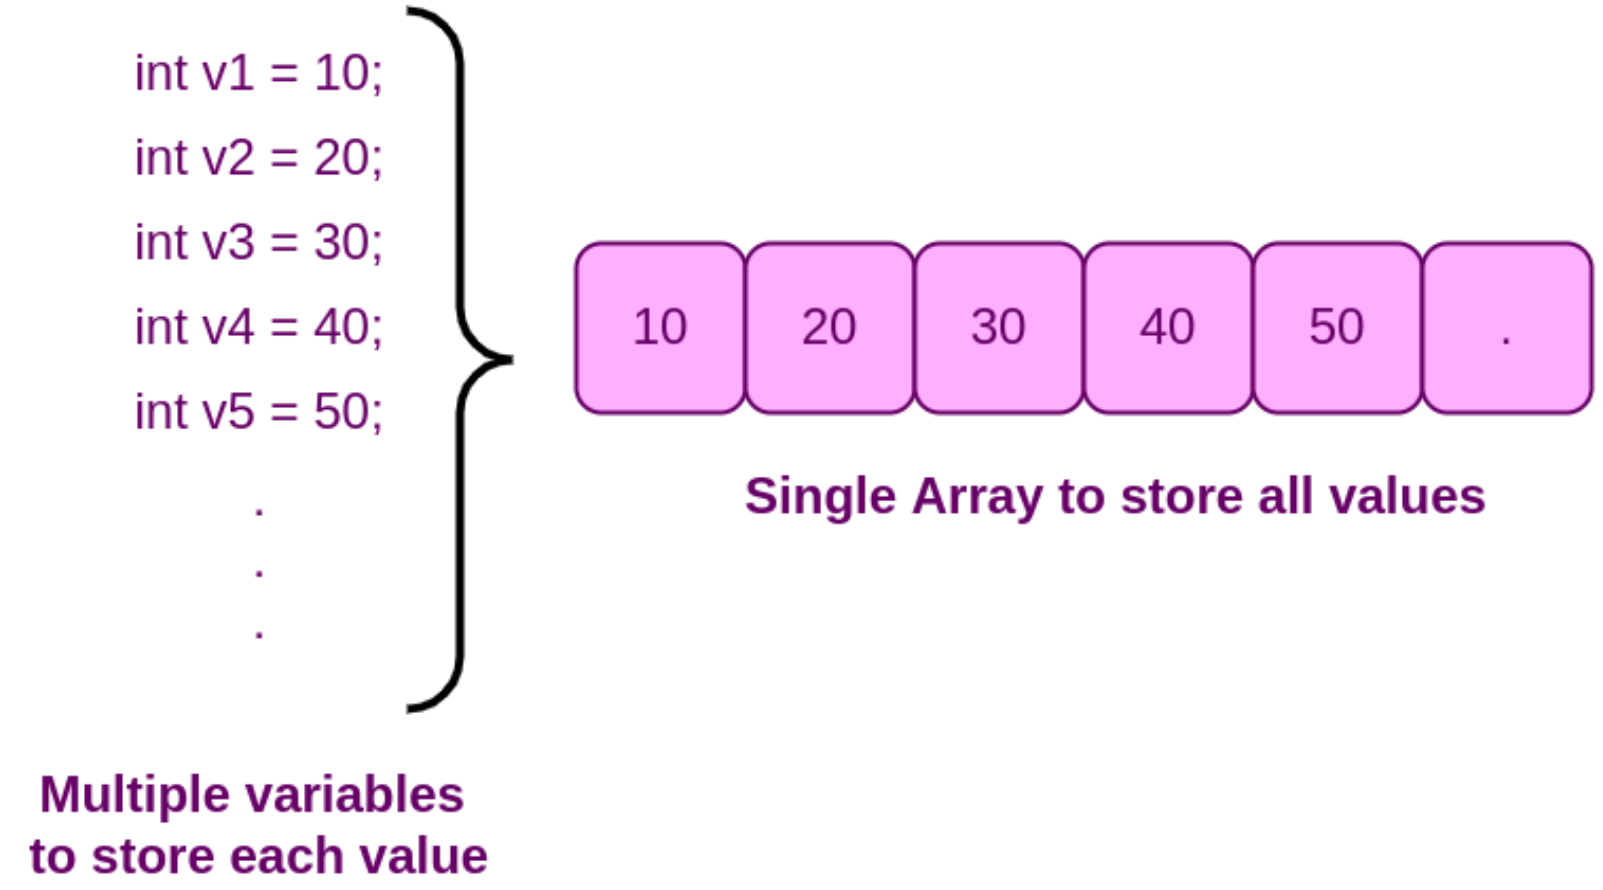 int v1 = 10;
int v2 = 20;
int v3 = 30;
int v4 = 40;
int v5 = 50;
.
.
.
Multiple variables
to store each value
10 20 30 40 50 .
Single Array to store all values